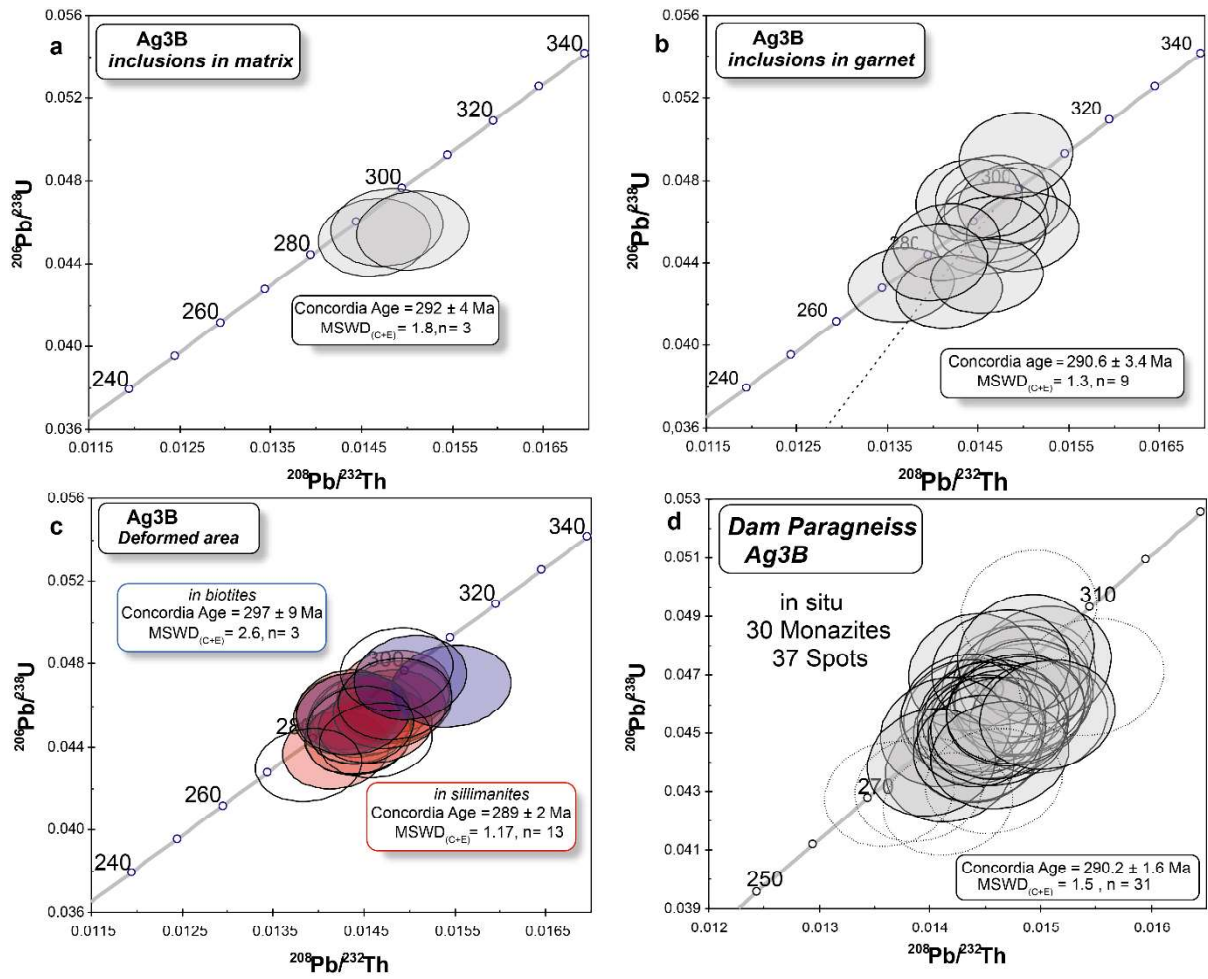 a
Ag3B
inclusions in matrix
0.056
0.052
0.048
0.044
0.040
0.036
206Pb/238U
340
320
300
280
260
240
Concordia Age = 292 ± 4 Ma
MSWD(C+E) = 1.8,n= 3
0.0115 0.0125 0.0135 0.0145 0.0155 0.0165
208Pb/232Th
b
Ag3B
inclusions in garnet
0.056
0.052
0.048
0.044
0.040
0,036
206Pb/238U
340
320
300
280
260
240
Concordia age = 290.6 ± 3.4 Ma
MSWD(C+E) = 1.3, n= 9
0.0115 0.0125 0.0135 0.0145 0.0155 0.0165
208Pb/232Th
c
Ag3B
Deformed area
0.056
0.052
0.048
0.044
0.040
0.036
206Pb/238U
in biotites
Concordia Age = 297 ± 9 Ma
MSWD(C+E) = 2.6, n= 3
340
320
300
280
260
240
in sillimanites
Concordia Age = 289 ± 2 Ma
MSWD(C+E) = 1.17, n= 13
0.0115 0.0125 0.0135 0.0145 0.0155 0.0165
208Pb/232Th
d
Dam Paragneiss
Ag3B
in situ
30 Monazites
37 Spots
0.053
0.051
0.049
0.047
0.045
0.043
0.041
0.039
206Pb/238U
310
270
250
Concordia Age = 290.2 ± 1.6 Ma
MSWD(C+E) = 1.5 , n = 31
0.012 0.013 0.014 0.015 0.016
208Pb/232Th